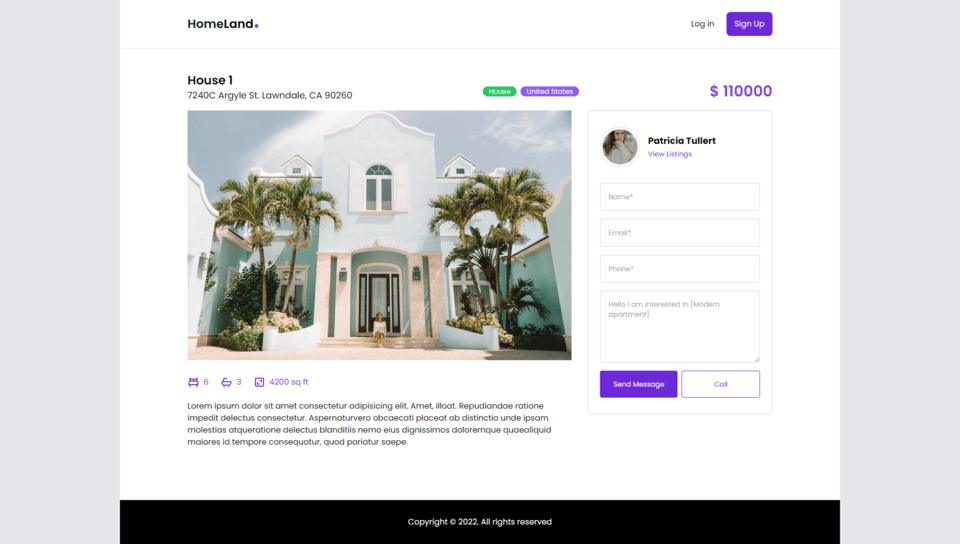 HomeLand.
Log in
Sign Up
House 1
7240C Argyle St. Lawndale, CA 90260
House
United States
$ 110000
Patricia Tullert
View Listings
Name*
Email*
Phone*
Hello I am interested in [Modern
apartment]
Send Message
Call
6
3
4200 sq ft
Lorem ipsum dolor sit amet consectetur adipisicing elit. Amet, illoat. Repudiandae ratione
impedit delectus consectetur. Aspernaturvero obcaecati placeat ab distinctio unde ipsam
molestias atqueratione delectus blanditiis nemo eius dignissimos doloremque quaealiquid
maiores id tempore consequatur, quod pariatur saepe.
Copyright © 2022. All rights reserved